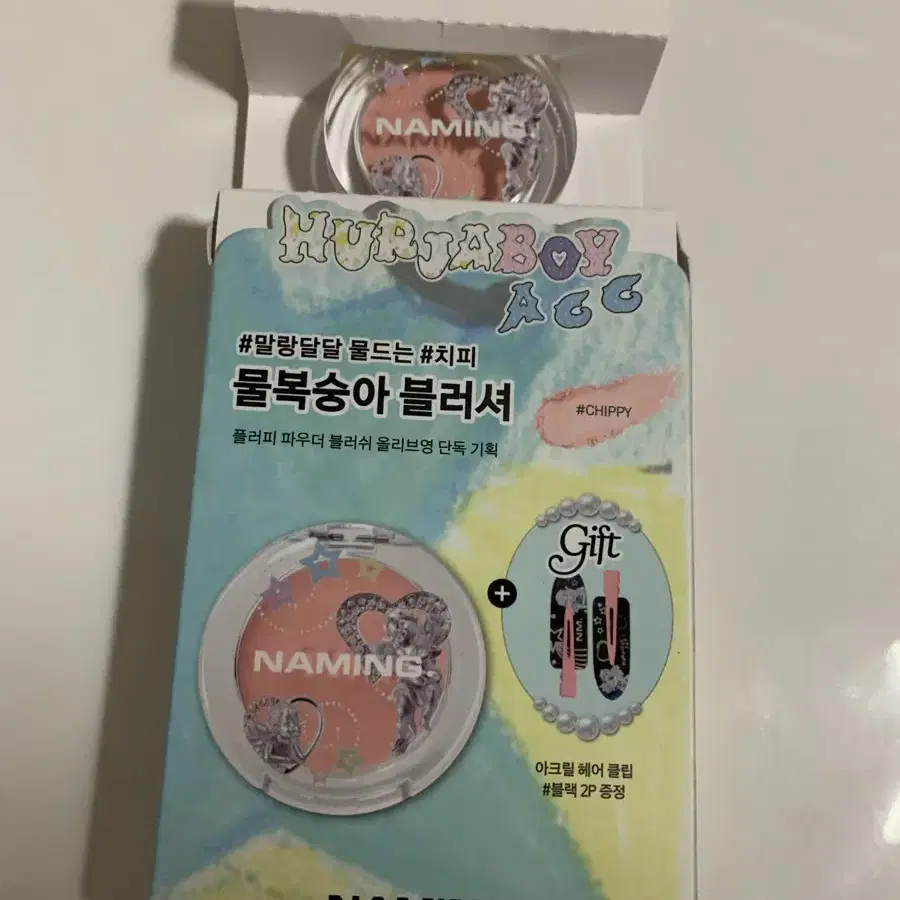 NAMING.
HURJABOY
ACC
#말랑달달 물드는 #치피
물복숭아 블러셔
#CHIPPY
플러피 파우더 블러쉬 올리브영 단독 기획
Gift
+
NM.
NAMING.
아크릴 헤어 클립
#블랙 2P 증정